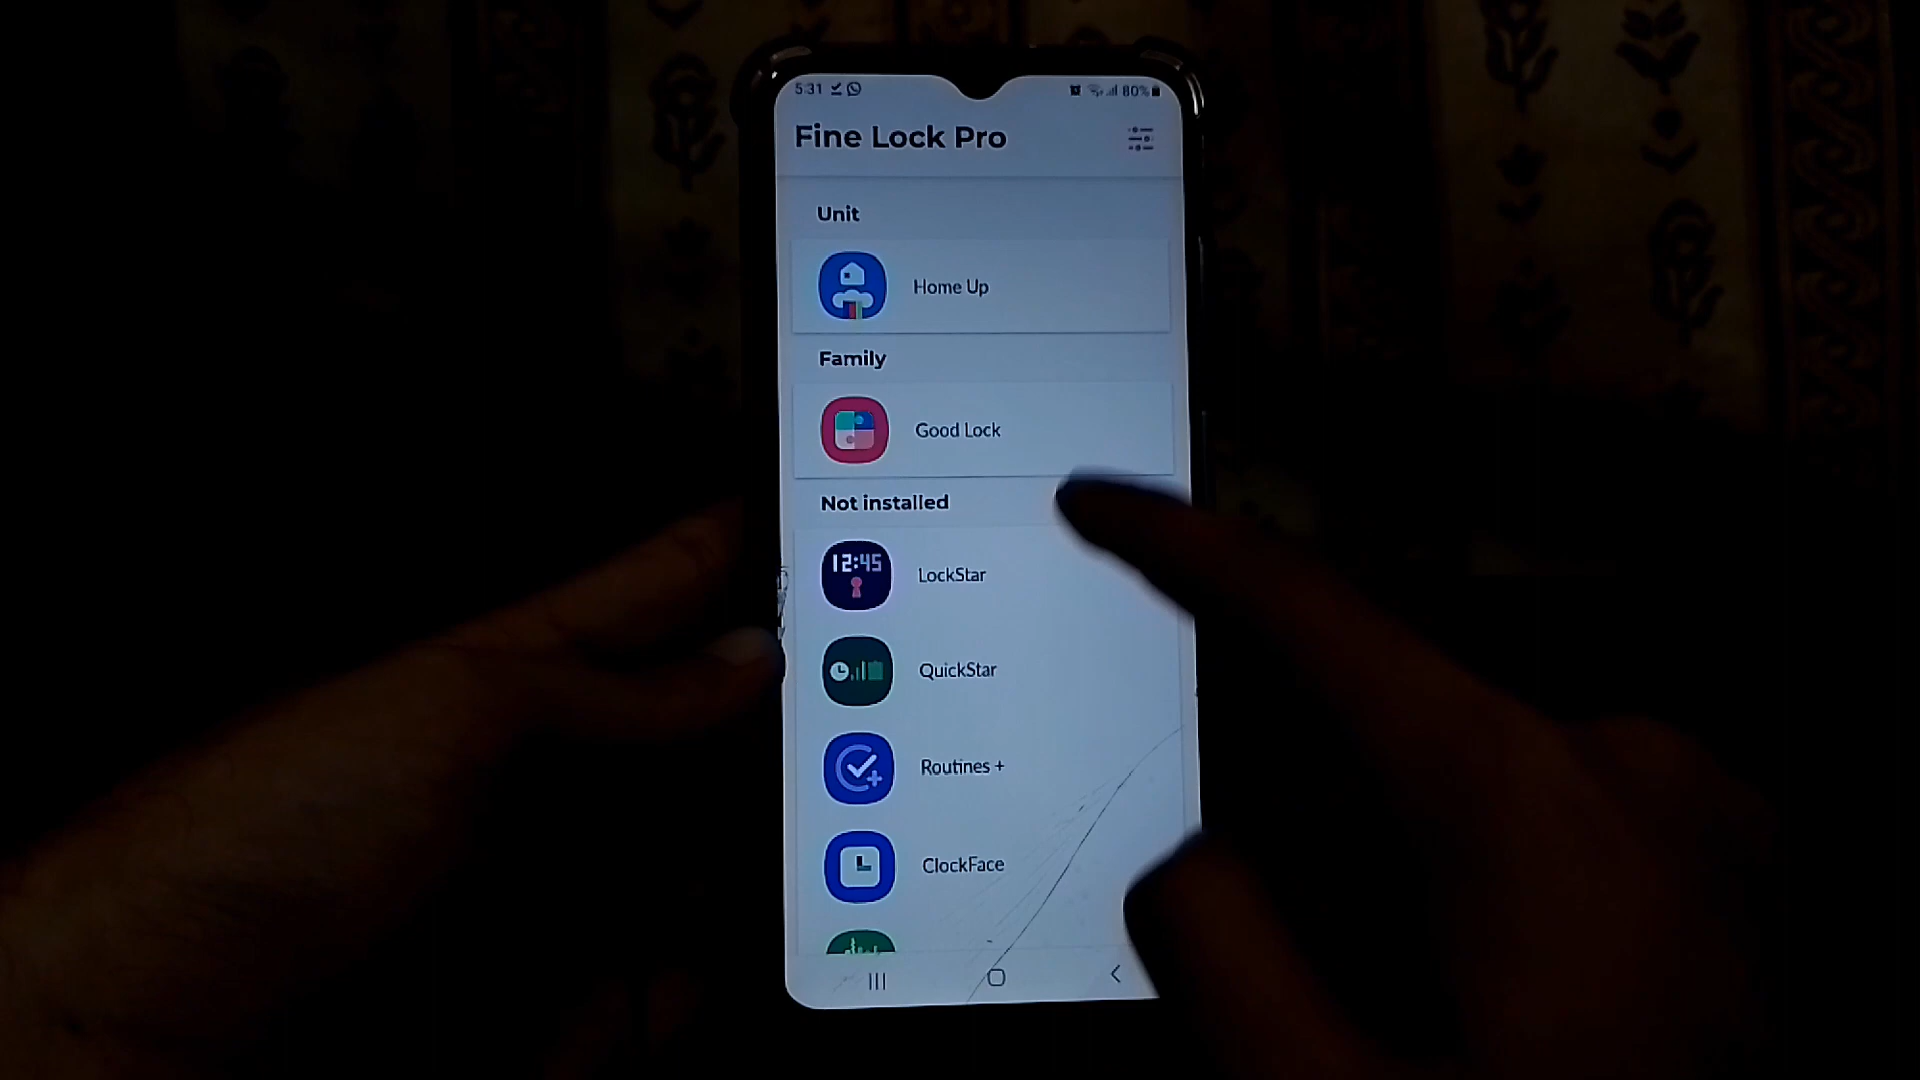 5:31
80%
Fine Lock Pro
Unit
Home Up
Family
Good Lock
Not installed
12:45
LockStar
QuickStar
Routines +
ClockFace